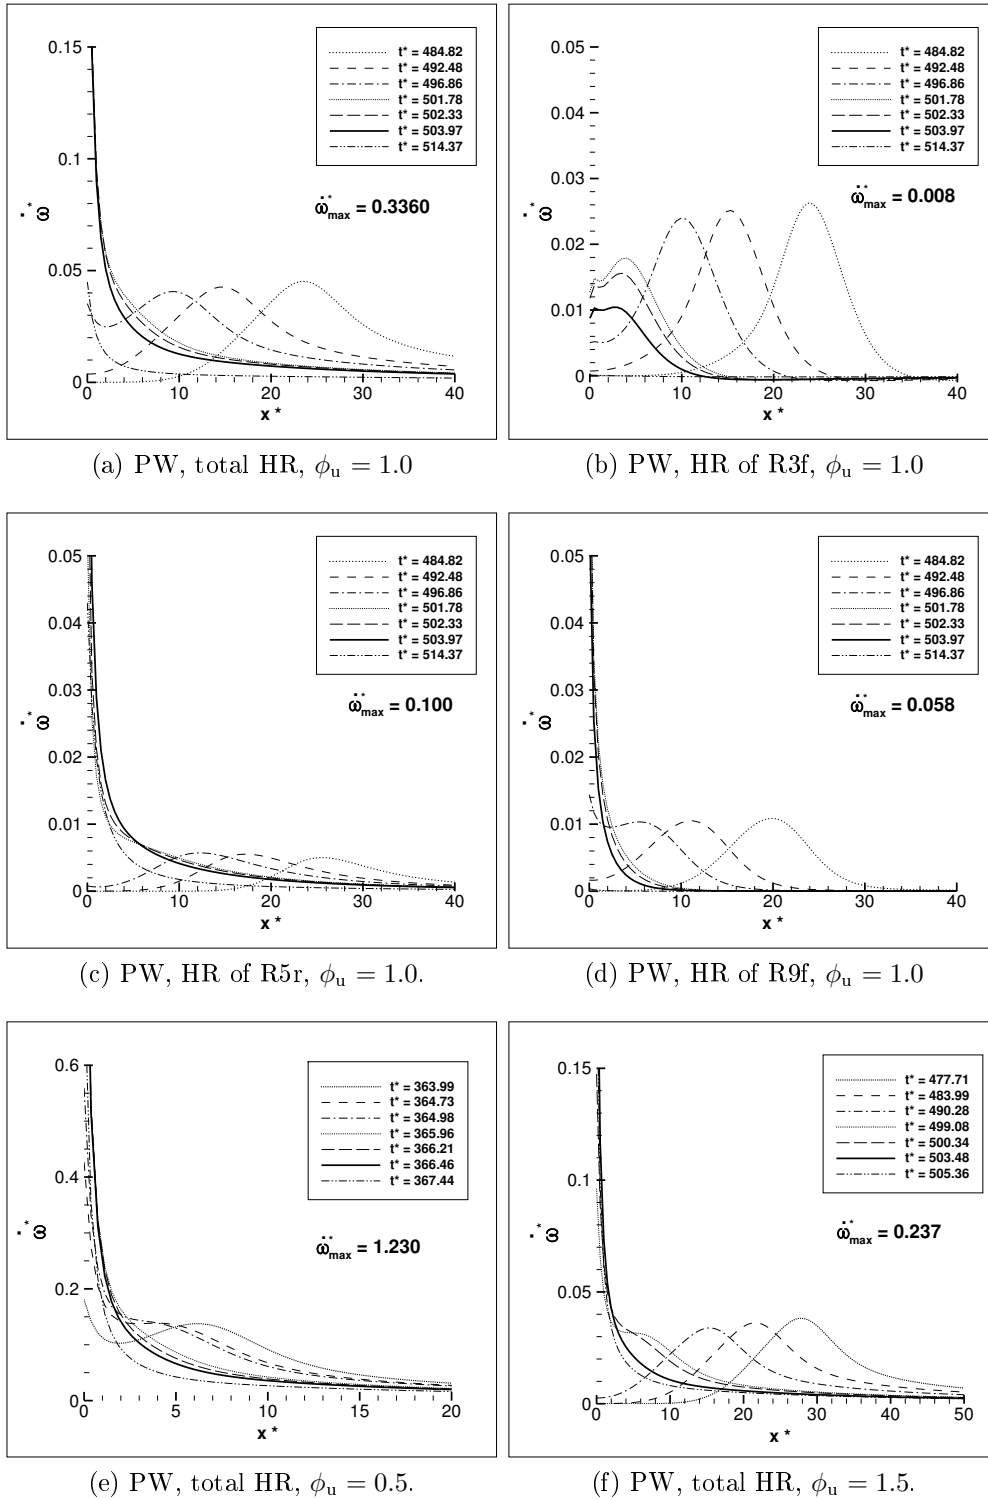 0.15
0.1
0.05
0
ω̇*
0 10 20 30 40
x *
t* = 484.82
t* = 492.48
t* = 496.86
t* = 501.78
t* = 502.33
t* = 503.97
t* = 514.37
ω̇*max = 0.3360
(a) PW, total HR, ϕu = 1.0
0.05
0.04
0.03
0.02
0.01
0
ω̇*
0 10 20 30 40
x *
t* = 484.82
t* = 492.48
t* = 496.86
t* = 501.78
t* = 502.33
t* = 503.97
t* = 514.37
ω̇*max = 0.008
(b) PW, HR of R3f, ϕu = 1.0
0.05
0.04
0.03
0.02
0.01
0
ω̇*
0 10 20 30 40
x *
t* = 484.82
t* = 492.48
t* = 496.86
t* = 501.78
t* = 502.33
t* = 503.97
t* = 514.37
ω̇*max = 0.100
(c) PW, HR of R5r, ϕu = 1.0.
0.05
0.04
0.03
0.02
0.01
0
ω̇*
0 10 20 30 40
x *
t* = 484.82
t* = 492.48
t* = 496.86
t* = 501.78
t* = 502.33
t* = 503.97
t* = 514.37
ω̇*max = 0.058
(d) PW, HR of R9f, ϕu = 1.0
0.6
0.4
0.2
0
ω̇*
0 5 10 15 20
x *
t* = 363.99
t* = 364.73
t* = 364.98
t* = 365.96
t* = 366.21
t* = 366.46
t* = 367.44
ω̇*max = 1.230
(e) PW, total HR, ϕu = 0.5.
0.15
0.1
0.05
0
ω̇*
0 10 20 30 40 50
x *
t* = 477.71
t* = 483.99
t* = 490.28
t* = 499.08
t* = 500.34
t* = 503.48
t* = 505.36
ω̇*max = 0.237
(f) PW, total HR, ϕu = 1.5.